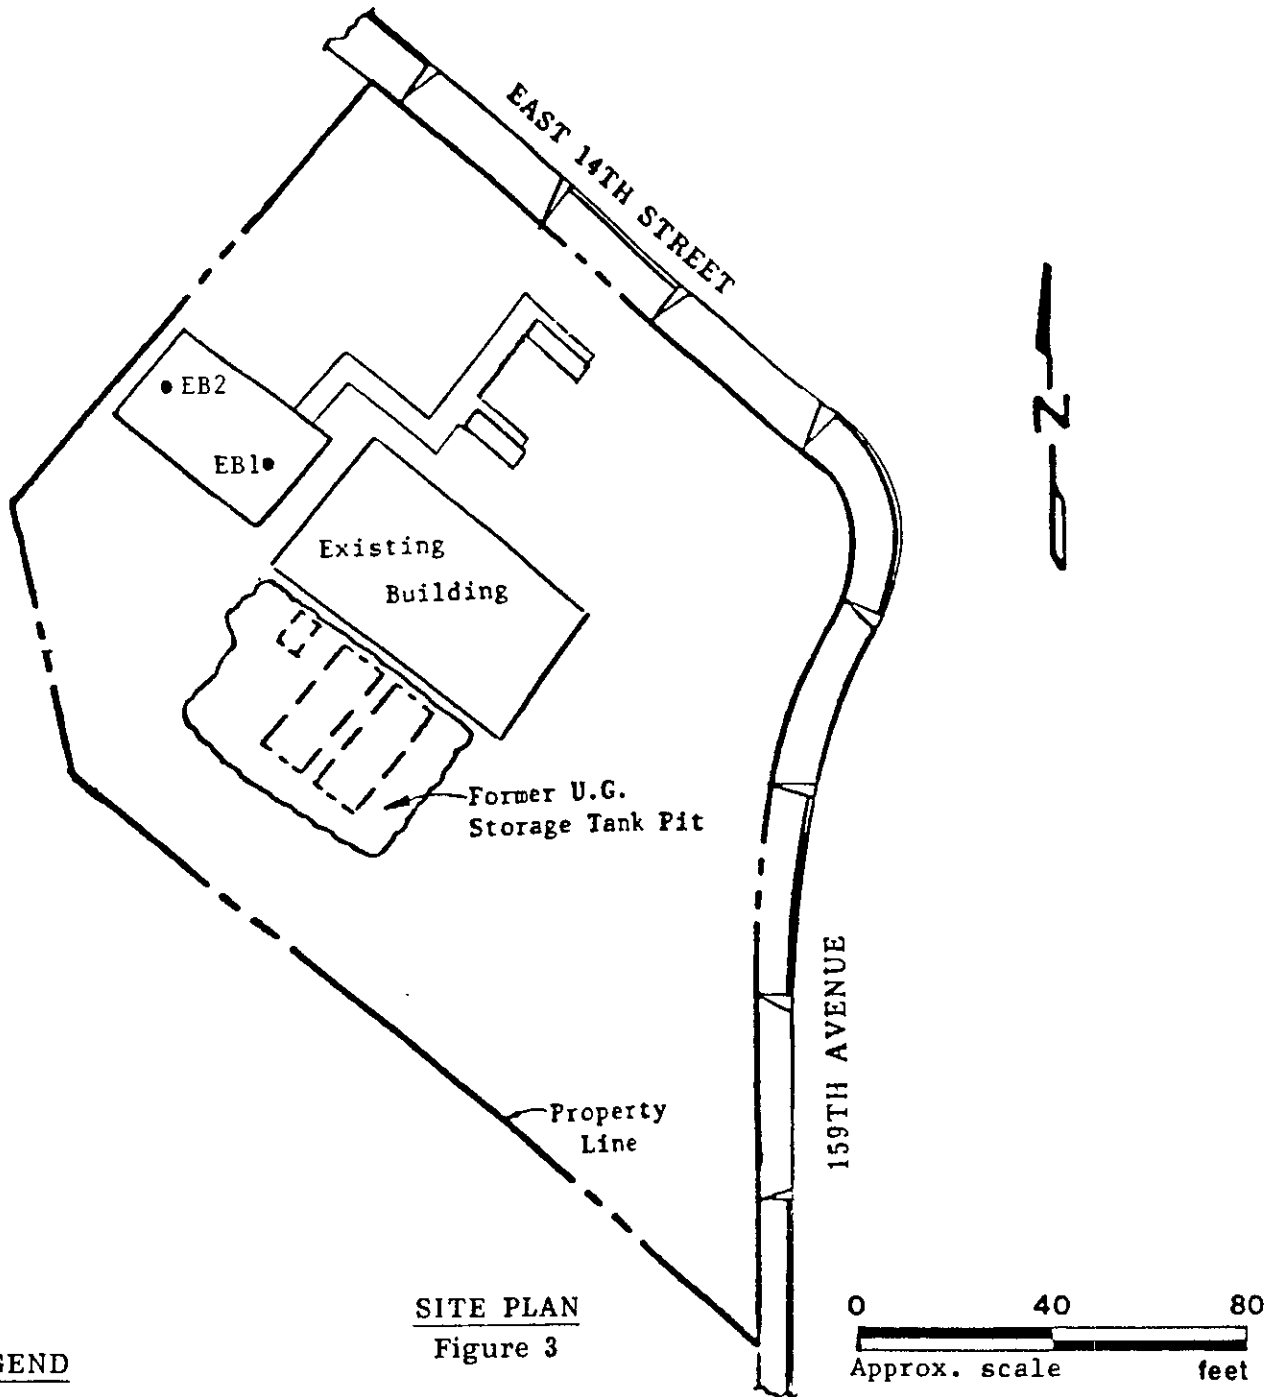 EAST 14TH STREET
N
EB2
EB1
Existing
Building
Former U.G.
Storage Tank Pit
159TH AVENUE
Property
Line
SITE PLAN
Figure 3
0 40 80
Approx. scale feet
GEND